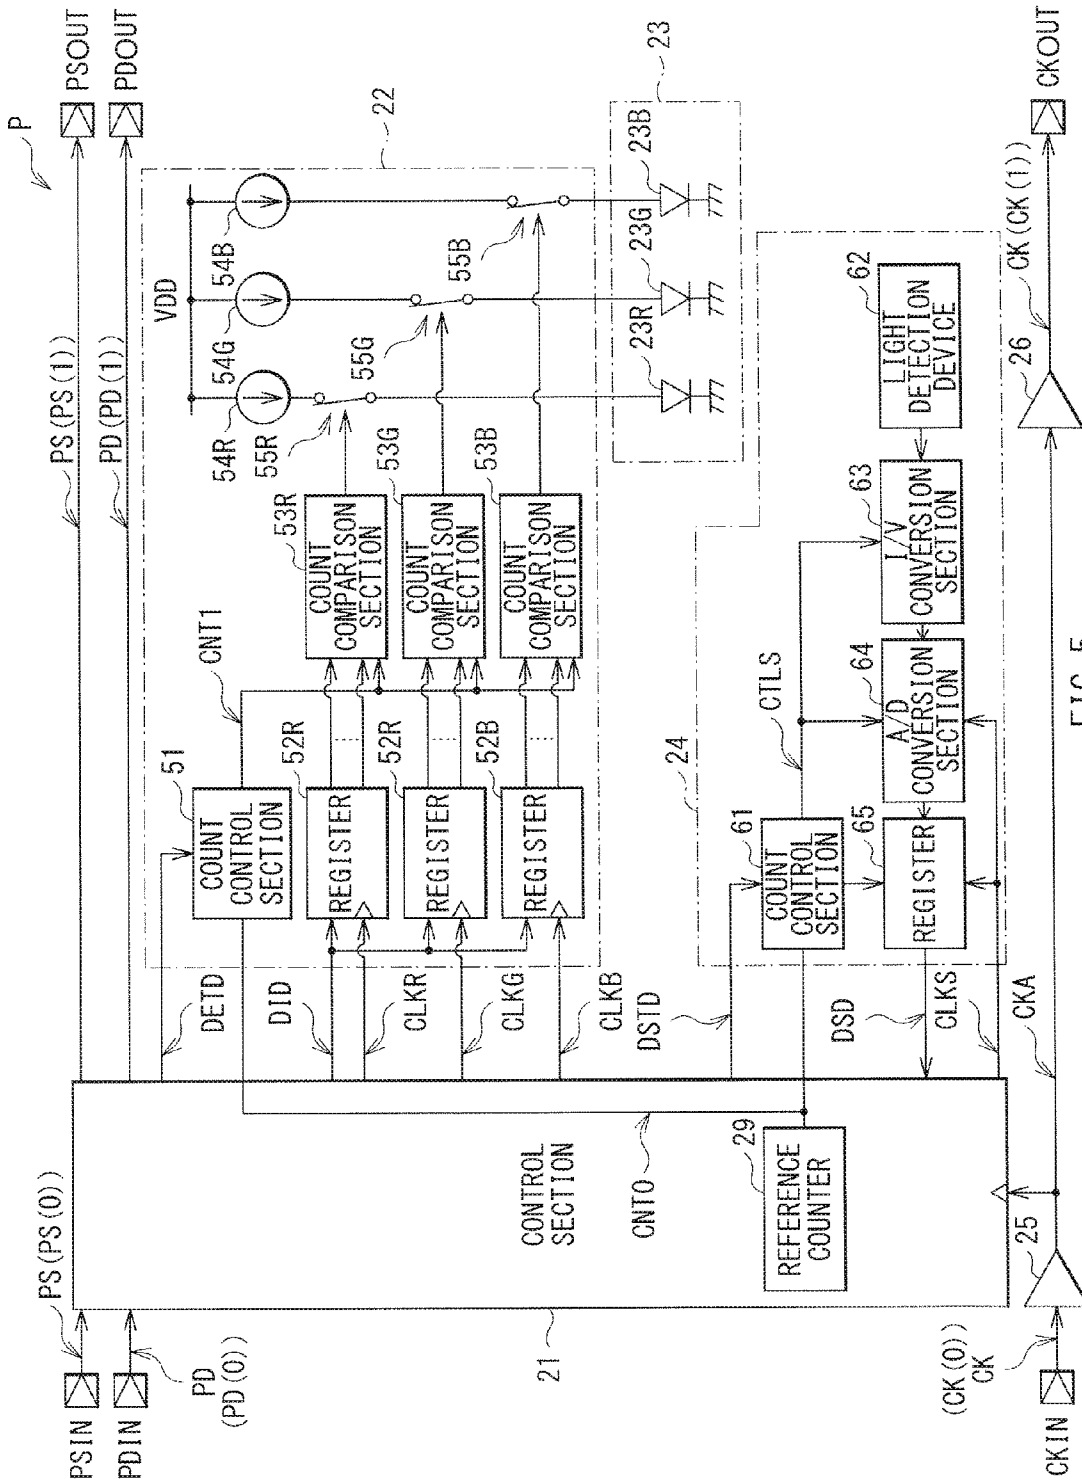 P
PSIN
PS(PS(0))
PS(PS(1))
PSOUT
PDIN
PD
(PD(0))
PD(PD(1))
PDOUT
21
CONTROL
SECTION
CNT0
29
REFERENCE
COUNTER
22
DETD
51
COUNT
CONTROL
SECTION
CNT1
DID
CLKR
CLKG
CLKB
52R
REGISTER
52R
REGISTER
52B
REGISTER
53R
COUNT
COMPARISON
SECTION
53G
COUNT
COMPARISON
SECTION
53B
COUNT
COMPARISON
SECTION
VDD
54R
54G
54B
55R
55G
55B
23
23R
23G
23B
24
DSTD
61
COUNT
CONTROL
SECTION
CTLS
DSD
CLKS
65
REGISTER
64
A/D
CONVERSION
SECTION
63
I/V
CONVERSION
SECTION
62
LIGHT
DETECTION
DEVICE
CKIN
(CK(0))
CK
25
CKA
26
CK(CK(1))
CKOUT